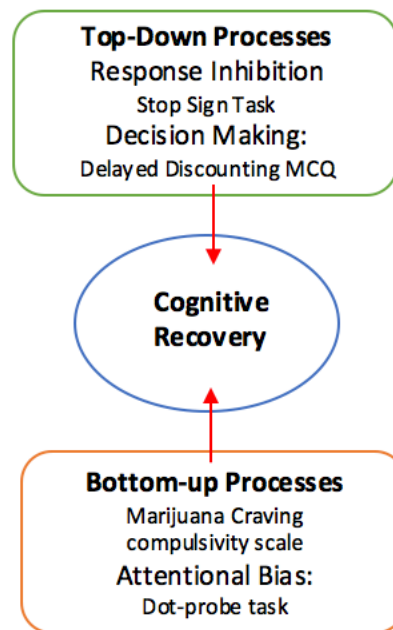 Top-Down Processes
Response Inhibition
Stop Sign Task
Decision Making:
Delayed Discounting MCQ
Cognitive
Recovery
Bottom-up Processes
Marijuana Craving
compulsivity scale
Attentional Bias:
Dot-probe task